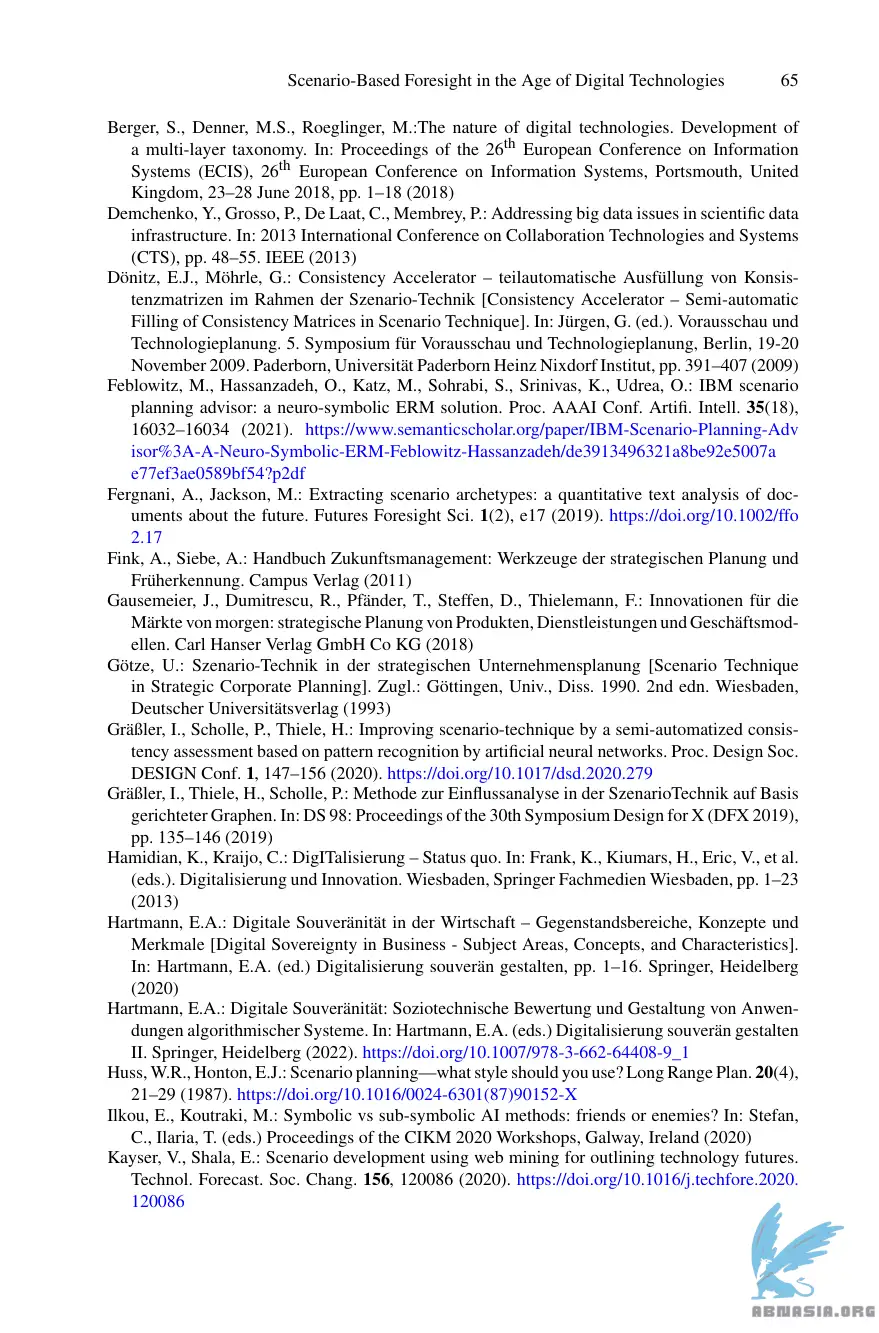 Scenario-Based Foresight in the Age of Digital Technologies 65
Berger, S., Denner, M.S., Roeglinger, M.:The nature of digital technologies. Development of
a multi-layer taxonomy. In: Proceedings of the 26th European Conference on Information
Systems (ECIS), 26th European Conference on Information Systems, Portsmouth, United
Kingdom, 23–28 June 2018, pp. 1–18 (2018)
Demchenko, Y., Grosso, P., De Laat, C., Membrey, P.: Addressing big data issues in scientific data
infrastructure. In: 2013 International Conference on Collaboration Technologies and Systems
(CTS), pp. 48–55. IEEE (2013)
Dönitz, E.J., Möhrle, G.: Consistency Accelerator – teilautomatische Ausfüllung von Konsis-
tenzmatrizen im Rahmen der Szenario-Technik [Consistency Accelerator – Semi-automatic
Filling of Consistency Matrices in Scenario Technique]. In: Jürgen, G. (ed.). Vorausschau und
Technologieplanung. 5. Symposium für Vorausschau und Technologieplanung, Berlin, 19-20
November 2009. Paderborn, Universität Paderborn Heinz Nixdorf Institut, pp. 391–407 (2009)
Feblowitz, M., Hassanzadeh, O., Katz, M., Sohrabi, S., Srinivas, K., Udrea, O.: IBM scenario
planning advisor: a neuro-symbolic ERM solution. Proc. AAAI Conf. Artifi. Intell. 35(18),
16032–16034 (2021). https://www.semanticscholar.org/paper/IBM-Scenario-Planning-Adv
isor%3A-A-Neuro-Symbolic-ERM-Feblowitz-Hassanzadeh/de3913496321a8be92e5007a
e77ef3ae0589bf54?p2df
Fergnani, A., Jackson, M.: Extracting scenario archetypes: a quantitative text analysis of doc-
uments about the future. Futures Foresight Sci. 1(2), e17 (2019). https://doi.org/10.1002/ffo
2.17
Fink, A., Siebe, A.: Handbuch Zukunftsmanagement: Werkzeuge der strategischen Planung und
Früherkennung. Campus Verlag (2011)
Gausemeier, J., Dumitrescu, R., Pfänder, T., Steffen, D., Thielemann, F.: Innovationen für die
Märkte von morgen: strategische Planung von Produkten, Dienstleistungen und Geschäftsmod-
ellen. Carl Hanser Verlag GmbH Co KG (2018)
Götze, U.: Szenario-Technik in der strategischen Unternehmensplanung [Scenario Technique
in Strategic Corporate Planning]. Zugl.: Göttingen, Univ., Diss. 1990. 2nd edn. Wiesbaden,
Deutscher Universitätsverlag (1993)
Gräßler, I., Scholle, P., Thiele, H.: Improving scenario-technique by a semi-automatized consis-
tency assessment based on pattern recognition by artificial neural networks. Proc. Design Soc.
DESIGN Conf. 1, 147–156 (2020). https://doi.org/10.1017/dsd.2020.279
Gräßler, I., Thiele, H., Scholle, P.: Methode zur Einflussanalyse in der SzenarioTechnik auf Basis
gerichteter Graphen. In: DS 98: Proceedings of the 30th Symposium Design for X (DFX 2019),
pp. 135–146 (2019)
Hamidian, K., Kraijo, C.: DigITalisierung – Status quo. In: Frank, K., Kiumars, H., Eric, V., et al.
(eds.). Digitalisierung und Innovation. Wiesbaden, Springer Fachmedien Wiesbaden, pp. 1–23
(2013)
Hartmann, E.A.: Digitale Souveränität in der Wirtschaft – Gegenstandsbereiche, Konzepte und
Merkmale [Digital Sovereignty in Business - Subject Areas, Concepts, and Characteristics].
In: Hartmann, E.A. (ed.) Digitalisierung souverän gestalten, pp. 1–16. Springer, Heidelberg
(2020)
Hartmann, E.A.: Digitale Souveränität: Soziotechnische Bewertung und Gestaltung von Anwen-
dungen algorithmischer Systeme. In: Hartmann, E.A. (eds.) Digitalisierung souverän gestalten
II. Springer, Heidelberg (2022). https://doi.org/10.1007/978-3-662-64408-9_1
Huss, W.R., Honton, E.J.: Scenario planning—what style should you use? Long Range Plan. 20(4),
21–29 (1987). https://doi.org/10.1016/0024-6301(87)90152-X
Ilkou, E., Koutraki, M.: Symbolic vs sub-symbolic AI methods: friends or enemies? In: Stefan,
C., Ilaria, T. (eds.) Proceedings of the CIKM 2020 Workshops, Galway, Ireland (2020)
Kayser, V., Shala, E.: Scenario development using web mining for outlining technology futures.
Technol. Forecast. Soc. Chang. 156, 120086 (2020). https://doi.org/10.1016/j.techfore.2020.
120086
ABNASIA.ORG